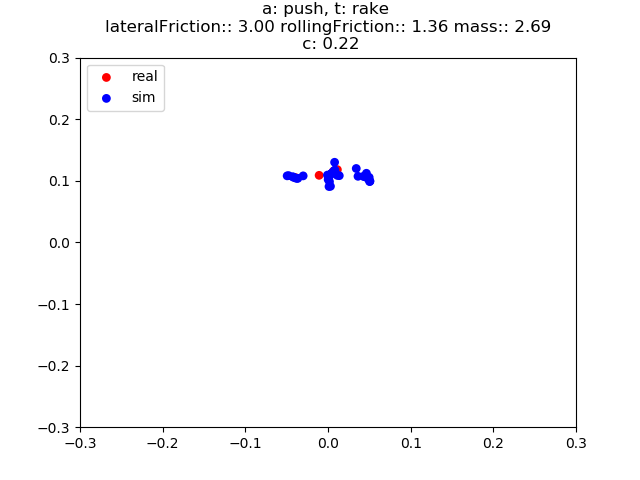 a: push, t: rake
lateralFriction:: 3.00 rollingFriction:: 1.36 mass:: 2.69
c: 0.22
real
sim
0.3
0.2
0.1
0.0
−0.1
−0.2
−0.3
−0.3 −0.2 −0.1 0.0 0.1 0.2 0.3